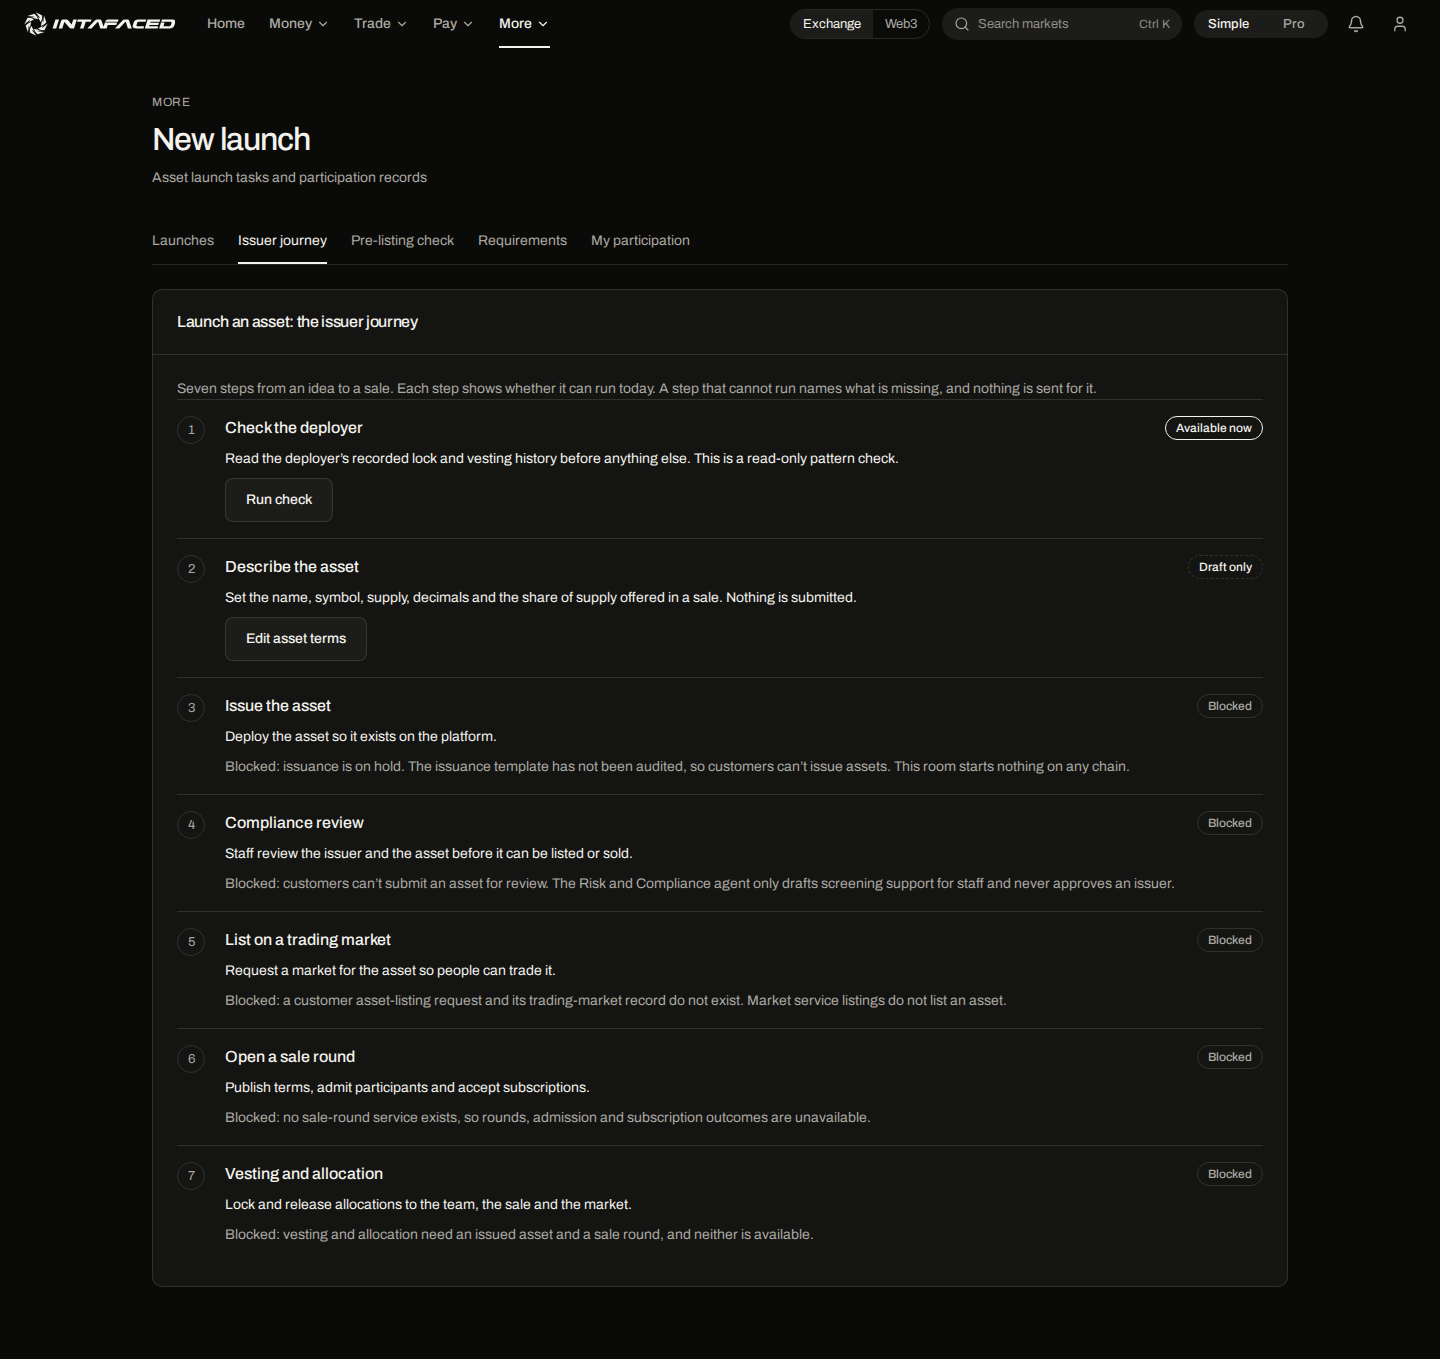 INTAFACED Home Money Trade Pay More Exchange Web3 Search markets Ctrl K Simple Pro
MORE
New launch
Asset launch tasks and participation records
Launches Issuer journey Pre-listing check Requirements My participation
Launch an asset: the issuer journey
Seven steps from an idea to a sale. Each step shows whether it can run today. A step that cannot run names what is missing, and nothing is sent for it.
1 Check the deployer Available now
Read the deployer’s recorded lock and vesting history before anything else. This is a read-only pattern check.
Run check
2 Describe the asset Draft only
Set the name, symbol, supply, decimals and the share of supply offered in a sale. Nothing is submitted.
Edit asset terms
3 Issue the asset Blocked
Deploy the asset so it exists on the platform.
Blocked: issuance is on hold. The issuance template has not been audited, so customers can’t issue assets. This room starts nothing on any chain.
4 Compliance review Blocked
Staff review the issuer and the asset before it can be listed or sold.
Blocked: customers can’t submit an asset for review. The Risk and Compliance agent only drafts screening support for staff and never approves an issuer.
5 List on a trading market Blocked
Request a market for the asset so people can trade it.
Blocked: a customer asset-listing request and its trading-market record do not exist. Market service listings do not list an asset.
6 Open a sale round Blocked
Publish terms, admit participants and accept subscriptions.
Blocked: no sale-round service exists, so rounds, admission and subscription outcomes are unavailable.
7 Vesting and allocation Blocked
Lock and release allocations to the team, the sale and the market.
Blocked: vesting and allocation need an issued asset and a sale round, and neither is available.